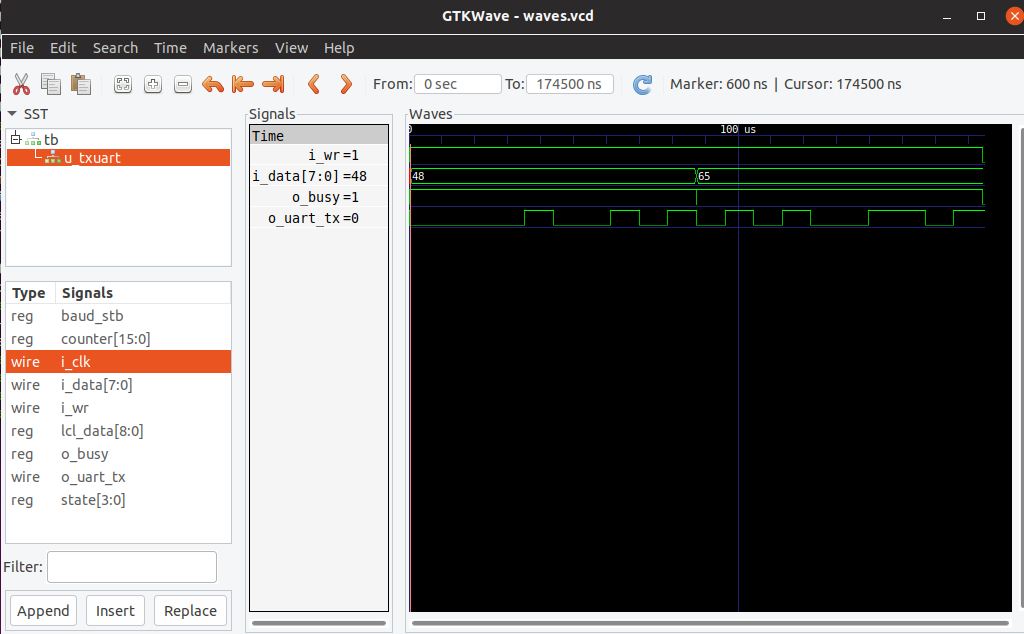 GTKWave - waves.vcd
File Edit Search Time Markers View Help
From: 0 sec To: 174500 ns Marker: 600 ns | Cursor: 174500 ns
SST
tb
u_txuart
Type Signals
reg baud_stb
reg counter[15:0]
wire i_clk
wire i_data[7:0]
wire i_wr
reg lcl_data[8:0]
reg o_busy
wire o_uart_tx
reg state[3:0]
Filter:
Append Insert Replace
Signals
Time
i_wr =1
i_data[7:0] =48
o_busy =1
o_uart_tx =0
Waves
0 100 us
48 65